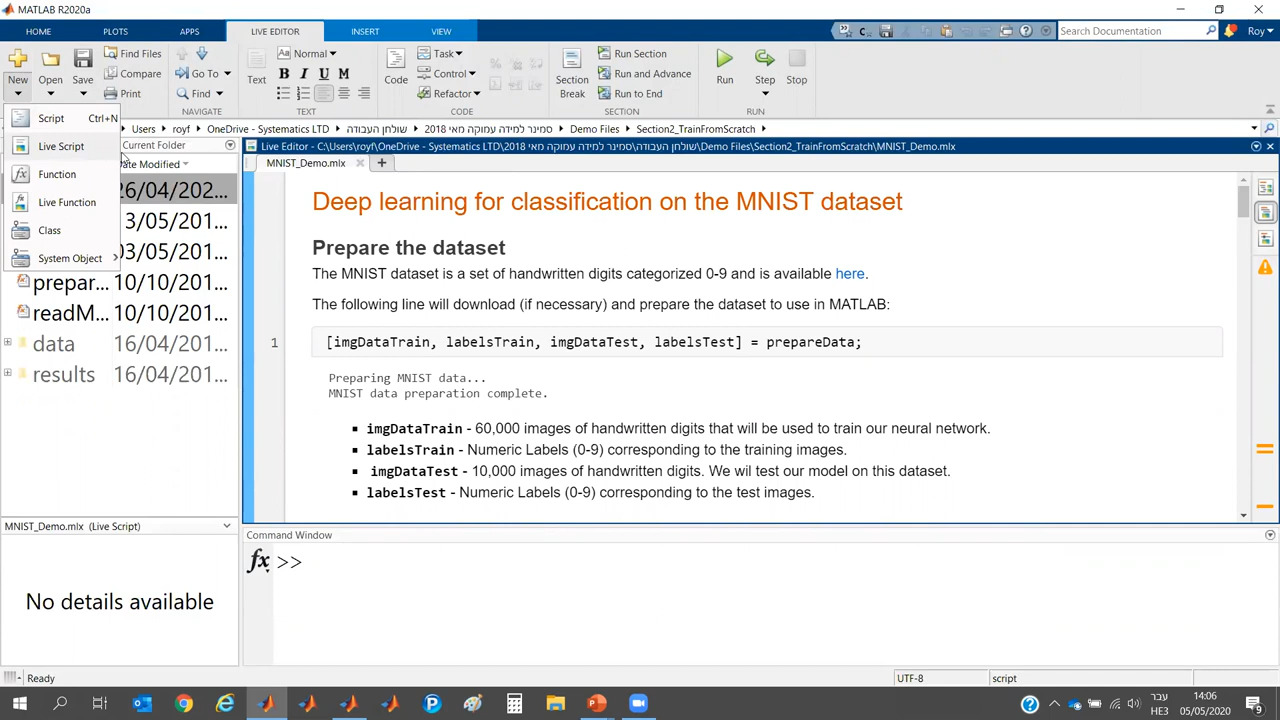 MATLAB R2020a
HOME PLOTS APPS LIVE EDITOR INSERT VIEW
Search Documentation
Roy
New Open Save
Find Files
Compare
Print
Go To
Find
NAVIGATE
Text
Normal
B I U M
TEXT
Code
Task
Control
Refactor
CODE
Section Break
Run Section
Run and Advance
Run to End
SECTION
Run Step Stop
RUN
Script Ctrl+N
Live Script
Function
Live Function
Class
System Object
Users royf OneDrive - Systematics LTD שולחן העבודה סמינר למידה עמוקה מאי 2018 Demo Files Section2_TrainFromScratch
Current Folder
te Modified
26/04/202...
3/05/201...
03/05/201...
prepar... 10/10/201...
readM... 10/10/201...
data 16/04/201...
results 16/04/201...
Live Editor - C:\Users\royf\OneDrive - Systematics LTD\שולחן העבודה\סמינר למידה עמוקה מאי 2018\Demo Files\Section2_TrainFromScratch\MNIST_Demo.mlx
MNIST_Demo.mlx
Deep learning for classification on the MNIST dataset
Prepare the dataset
The MNIST dataset is a set of handwritten digits categorized 0-9 and is available here.
The following line will download (if necessary) and prepare the dataset to use in MATLAB:
1 [imgDataTrain, labelsTrain, imgDataTest, labelsTest] = prepareData;
Preparing MNIST data...
MNIST data preparation complete.
imgDataTrain - 60,000 images of handwritten digits that will be used to train our neural network.
labelsTrain - Numeric Labels (0-9) corresponding to the training images.
imgDataTest - 10,000 images of handwritten digits. We wil test our model on this dataset.
labelsTest - Numeric Labels (0-9) corresponding to the test images.
MNIST_Demo.mlx (Live Script)
No details available
Command Window
fx >>
Ready
UTF-8
script
עבר
HE
14:06
05/05/2020
9